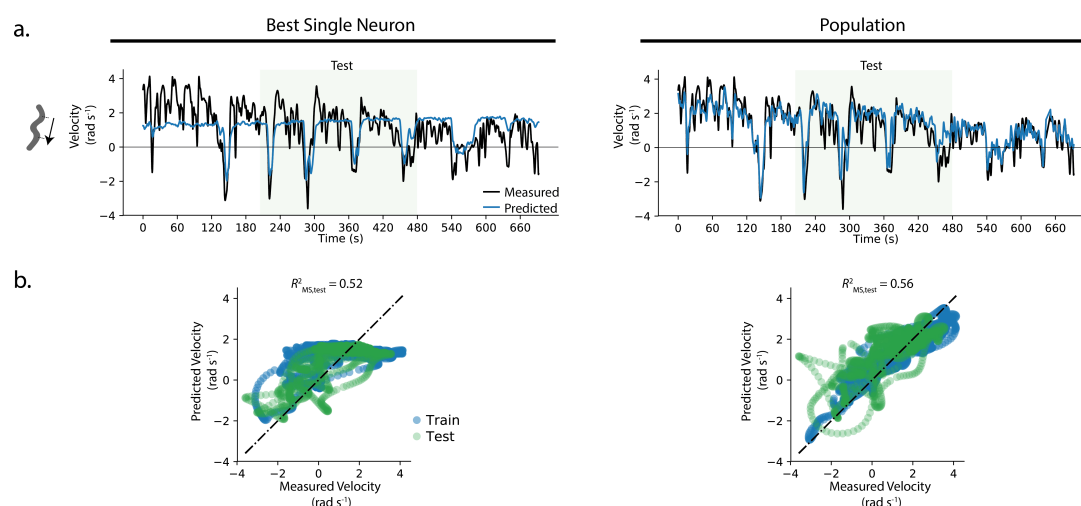 a.
Best Single Neuron
Population
Test
Test
4
2
0
−2
−4
Velocity
(rad s⁻¹)
Measured
Predicted
0 60 120 180 240 300 360 420 480 540 600 660
Time (s)
4
2
0
−2
−4
Velocity
(rad s⁻¹)
0 60 120 180 240 300 360 420 480 540 600 660
Time (s)
b.
R²MS,test = 0.52
4
2
0
−2
−4
Predicted Velocity
(rad s⁻¹)
Train
Test
−4 −2 0 2 4
Measured Velocity
(rad s⁻¹)
R²MS,test = 0.56
4
2
0
−2
−4
Predicted Velocity
(rad s⁻¹)
−4 −2 0 2 4
Measured Velocity
(rad s⁻¹)